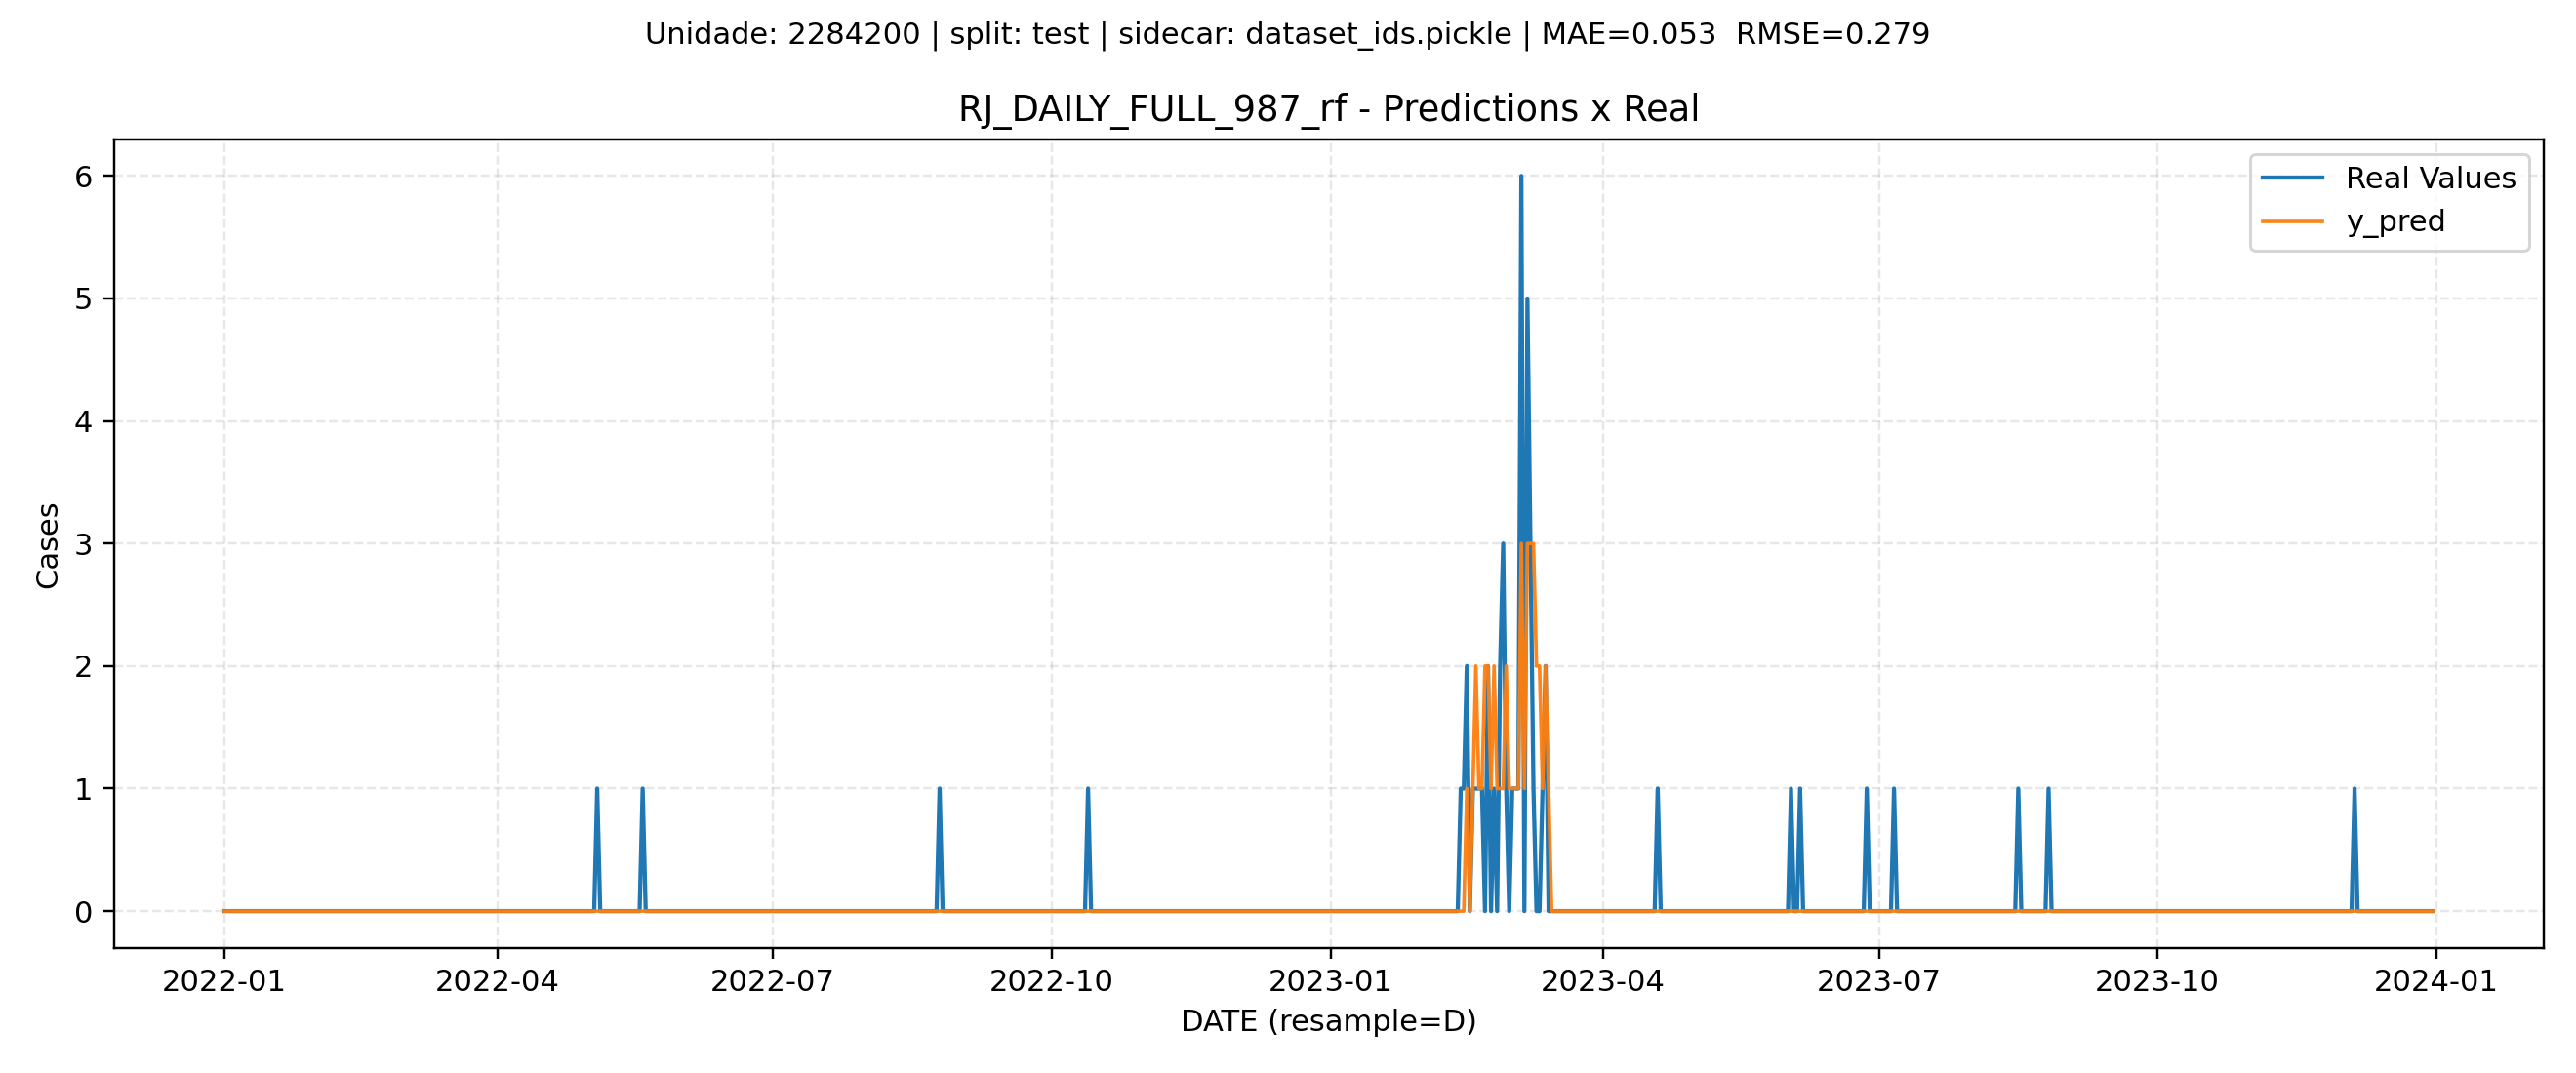 Unidade: 2284200 | split: test | sidecar: dataset_ids.pickle | MAE=0.053  RMSE=0.279
RJ_DAILY_FULL_987_rf - Predictions x Real
Real Values
y_pred
Cases
6
5
4
3
2
1
0
2022-01
2022-04
2022-07
2022-10
2023-01
2023-04
2023-07
2023-10
2024-01
DATE (resample=D)